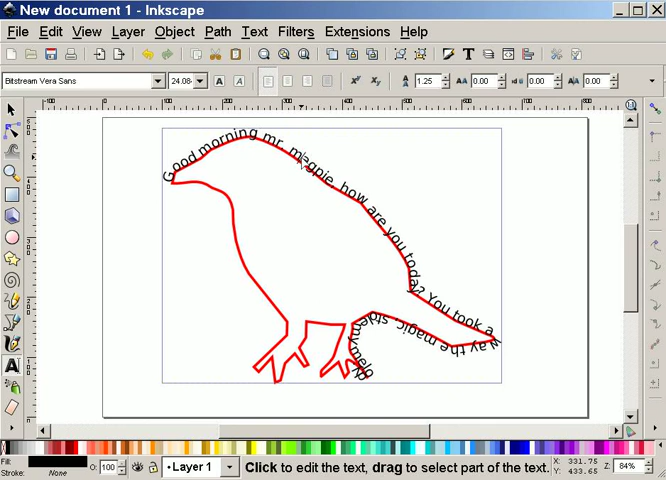 New document 1 - Inkscape
File Edit View Layer Object Path Text Filters Extensions Help
Bitstream Vera Sans 24.08 1.25 0.00 0.00 0.00
Good morning mr. magpie, how are you today? You took away the magic.
Fill:
Stroke: None O: 100 Layer 1 Click to edit the text, drag to select part of the text. X: 331.75 Y: 433.65 Z: 84%